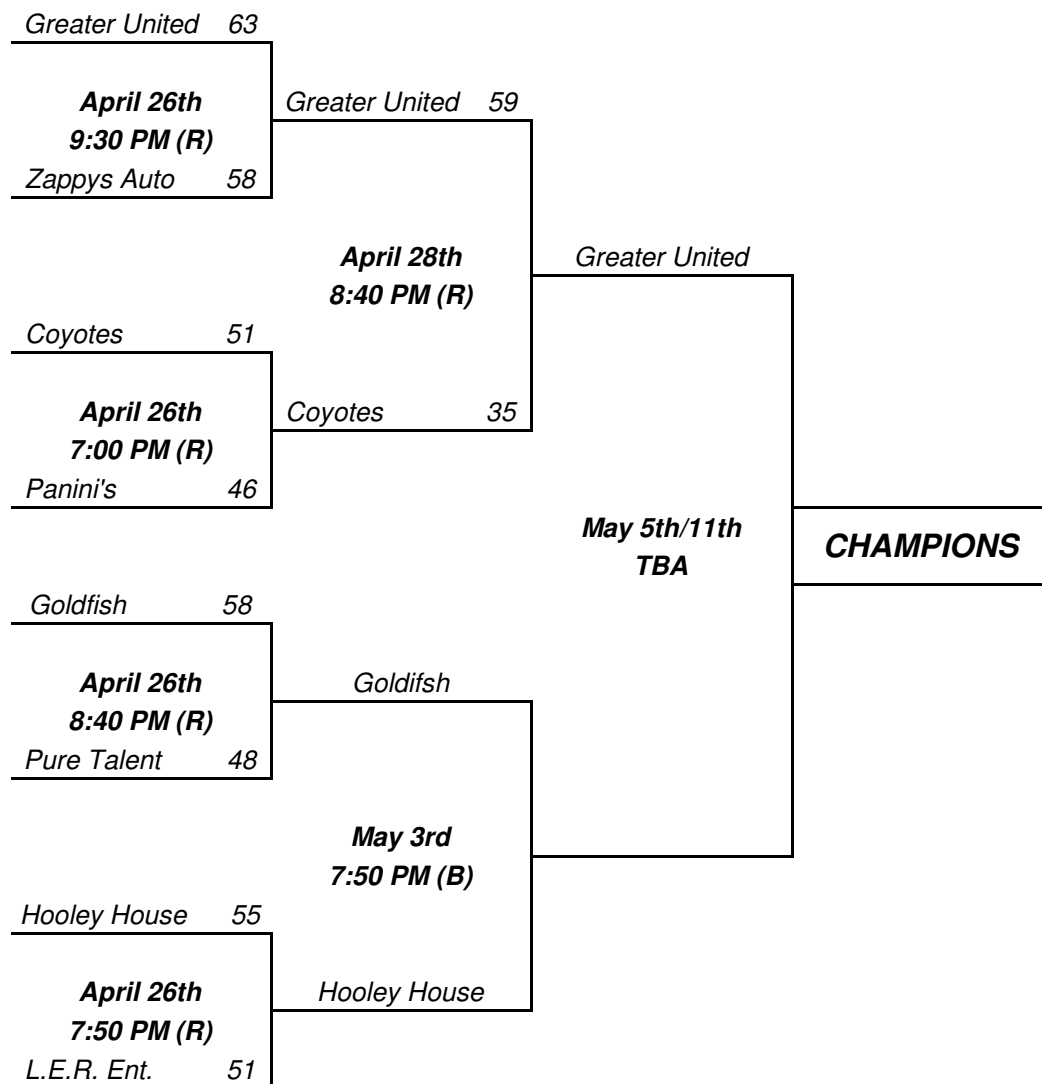 Greater United 63
April 26th
9:30 PM (R)
Zappys Auto 58
Greater United 59
April 28th
8:40 PM (R)
Greater United
Coyotes 51
April 26th
7:00 PM (R)
Panini's 46
Coyotes 35
May 5th/11th
TBA
CHAMPIONS
Goldfish 58
April 26th
8:40 PM (R)
Pure Talent 48
Goldifsh
May 3rd
7:50 PM (B)
Hooley House 55
April 26th
7:50 PM (R)
L.E.R. Ent. 51
Hooley House